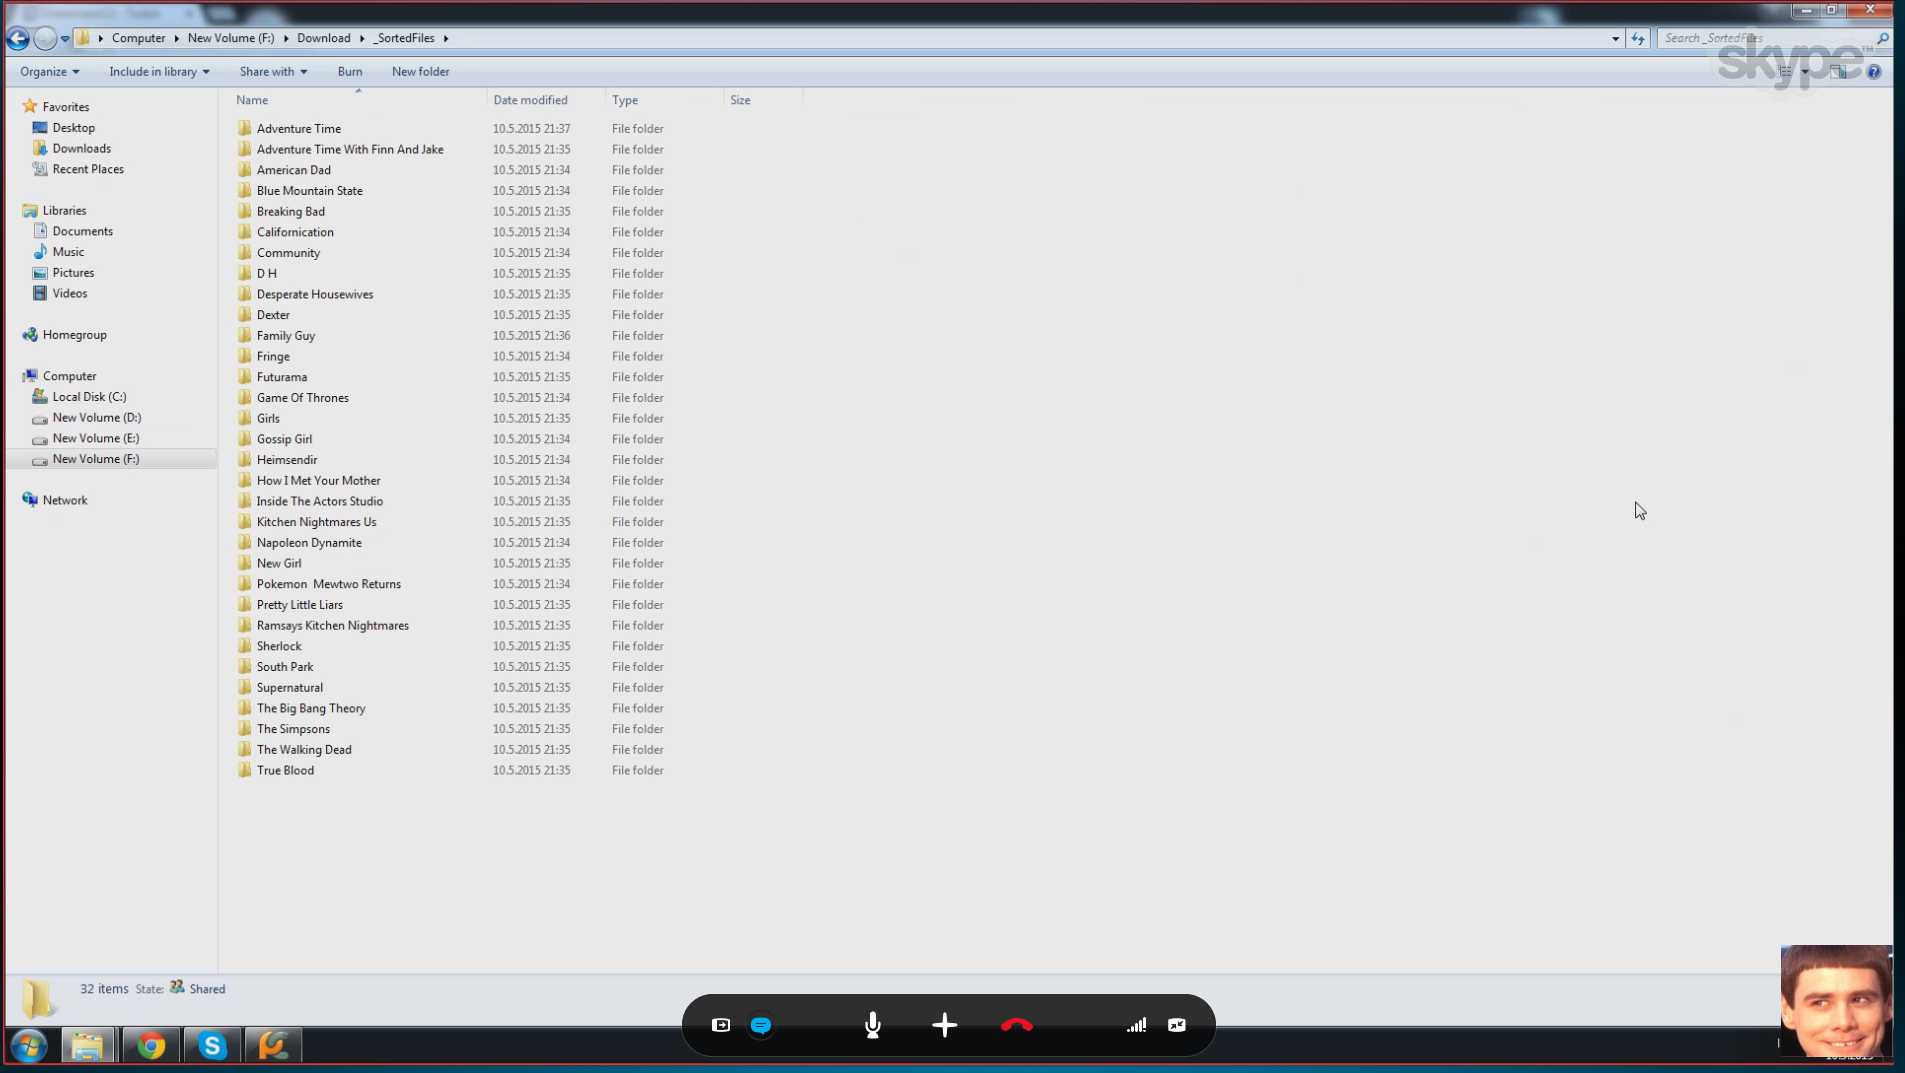 Computer New Volume (F:) Download _SortedFiles
Search _SortedFiles
skype™
Organize Include in library Share with Burn New folder
Name Date modified Type Size
Favorites
Desktop
Downloads
Recent Places
Libraries
Documents
Music
Pictures
Videos
Homegroup
Computer
Local Disk (C:)
New Volume (D:)
New Volume (E:)
New Volume (F:)
Network
Adventure Time 10.5.2015 21:37 File folder
Adventure Time With Finn And Jake 10.5.2015 21:35 File folder
American Dad 10.5.2015 21:34 File folder
Blue Mountain State 10.5.2015 21:34 File folder
Breaking Bad 10.5.2015 21:35 File folder
Californication 10.5.2015 21:34 File folder
Community 10.5.2015 21:34 File folder
D H 10.5.2015 21:35 File folder
Desperate Housewives 10.5.2015 21:35 File folder
Dexter 10.5.2015 21:35 File folder
Family Guy 10.5.2015 21:36 File folder
Fringe 10.5.2015 21:34 File folder
Futurama 10.5.2015 21:35 File folder
Game Of Thrones 10.5.2015 21:34 File folder
Girls 10.5.2015 21:35 File folder
Gossip Girl 10.5.2015 21:34 File folder
Heimsendir 10.5.2015 21:34 File folder
How I Met Your Mother 10.5.2015 21:34 File folder
Inside The Actors Studio 10.5.2015 21:35 File folder
Kitchen Nightmares Us 10.5.2015 21:35 File folder
Napoleon Dynamite 10.5.2015 21:34 File folder
New Girl 10.5.2015 21:35 File folder
Pokemon  Mewtwo Returns 10.5.2015 21:34 File folder
Pretty Little Liars 10.5.2015 21:35 File folder
Ramsays Kitchen Nightmares 10.5.2015 21:35 File folder
Sherlock 10.5.2015 21:35 File folder
South Park 10.5.2015 21:35 File folder
Supernatural 10.5.2015 21:35 File folder
The Big Bang Theory 10.5.2015 21:35 File folder
The Simpsons 10.5.2015 21:35 File folder
The Walking Dead 10.5.2015 21:35 File folder
True Blood 10.5.2015 21:35 File folder
32 items State: Shared